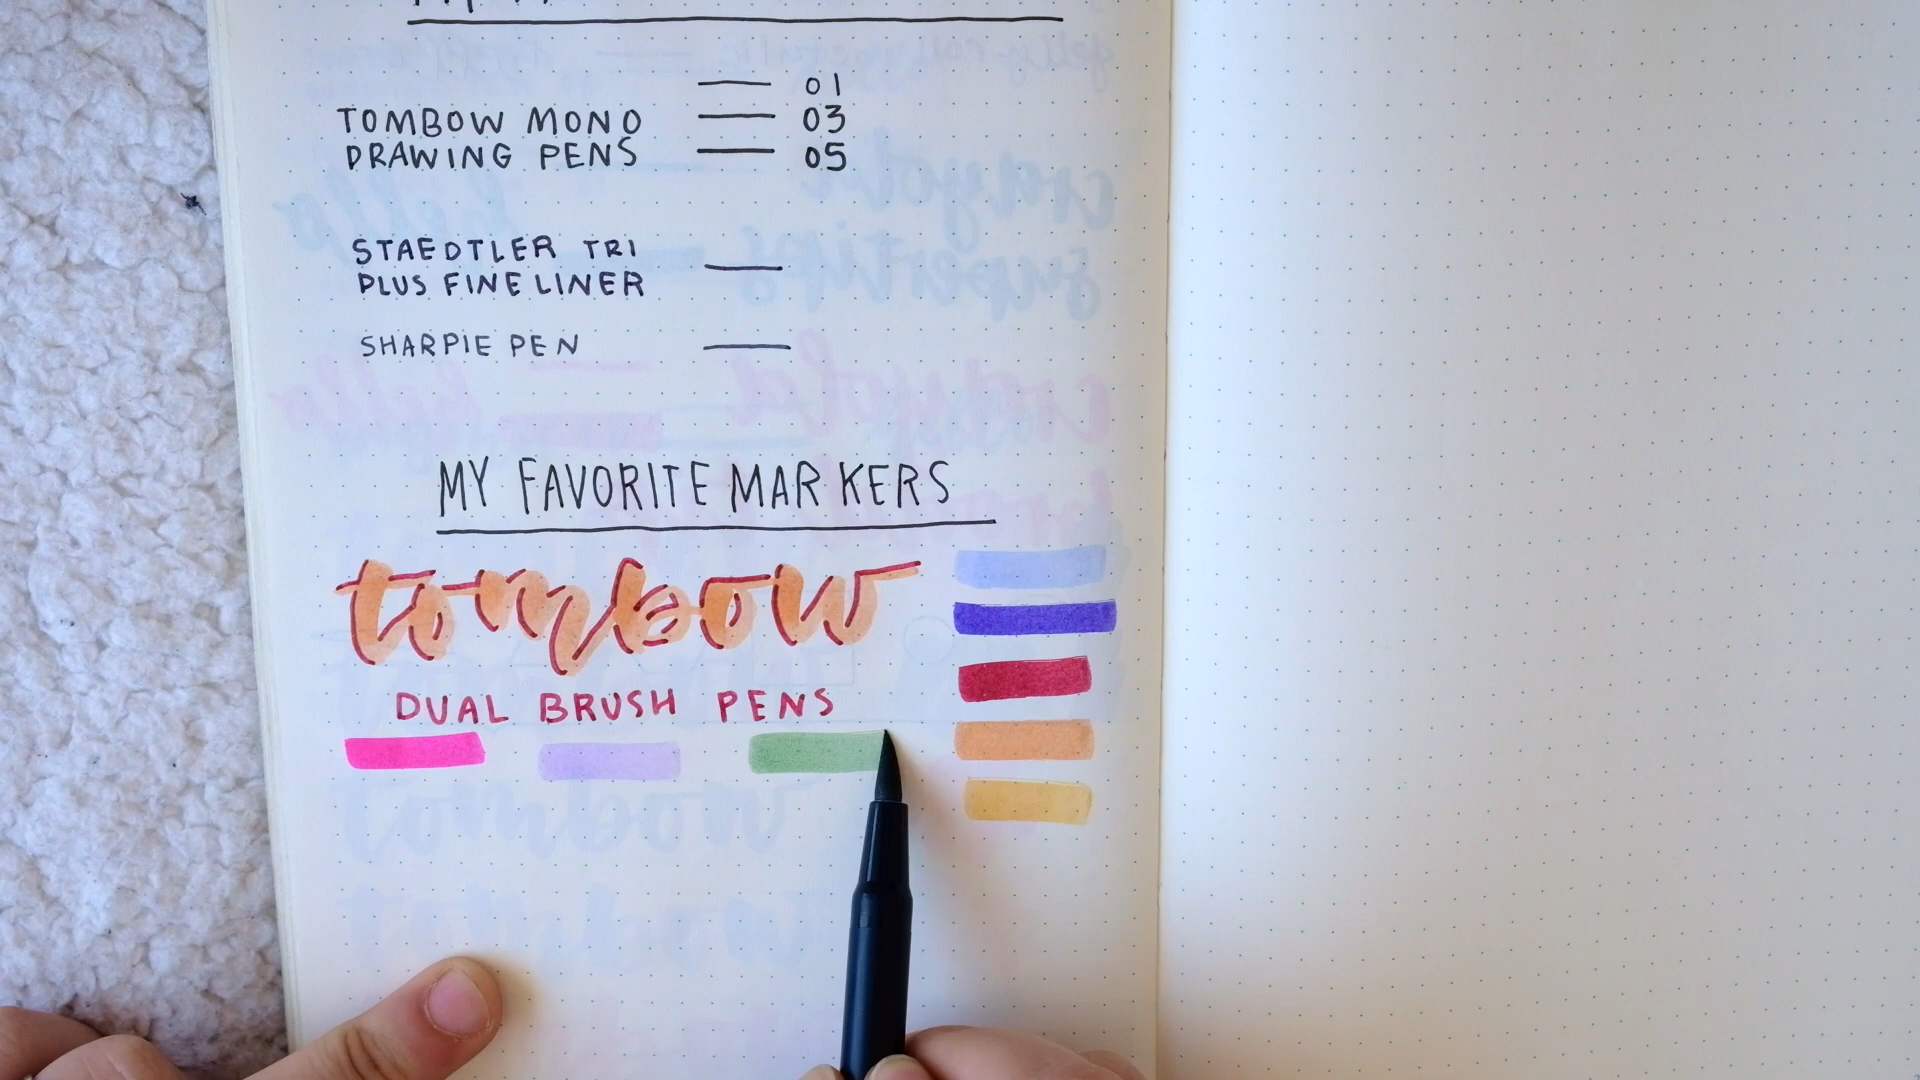 01
TOMBOW MONO 03
DRAWING PENS 05
STAEDTLER TRI
PLUS FINELINER
SHARPIE PEN
MY FAVORITE MARKERS
tombow
DUAL BRUSH PENS